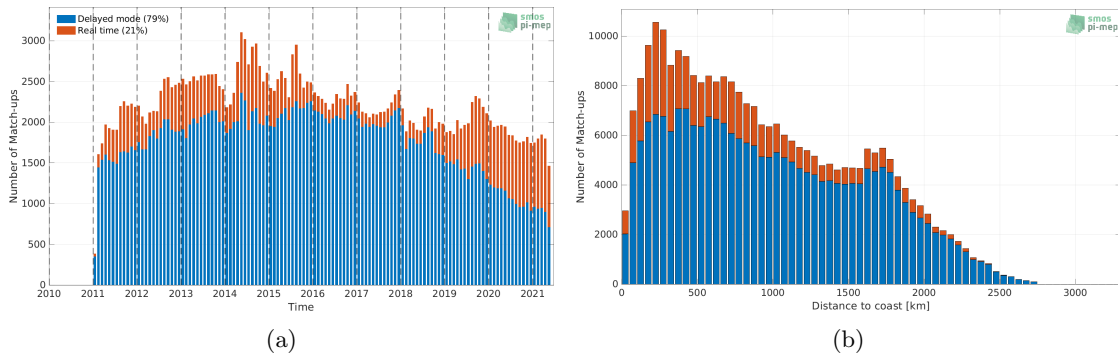 Delayed mode (79%)
Real time (21%)
smos
pi-mep
Number of Match-ups
3000
2500
2000
1500
1000
500
0
2010 2011 2012 2013 2014 2015 2016 2017 2018 2019 2020 2021
Time
(a)
smos
pi-mep
Number of Match-ups
10000
8000
6000
4000
2000
0
0 500 1000 1500 2000 2500 3000
Distance to coast [km]
(b)